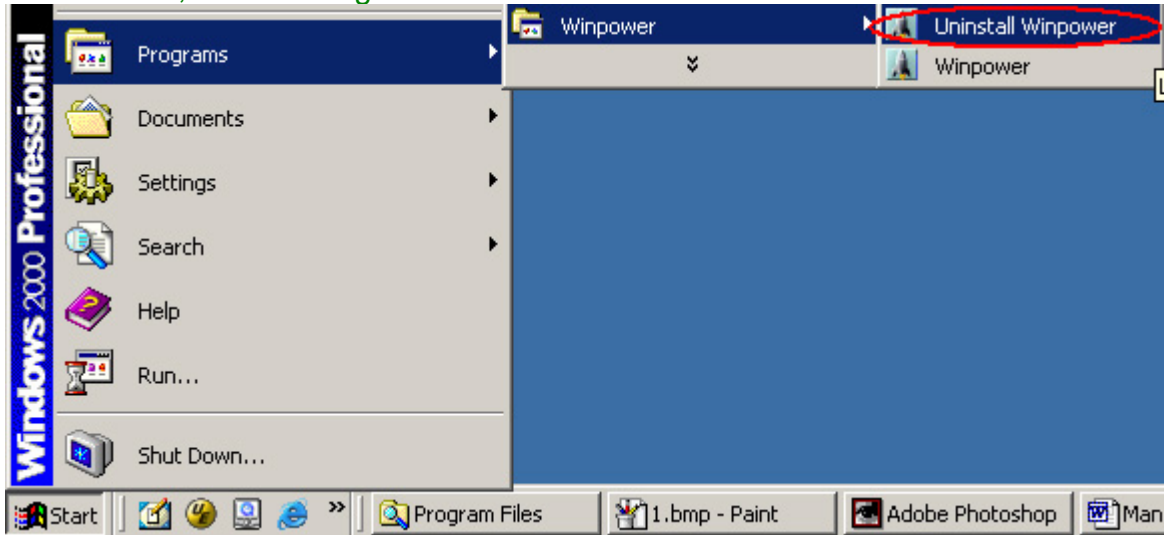 Winpower
Uninstall Winpower
Programs
Winpower
Documents
Settings
Search
Help
Run...
Shut Down...
Windows 2000 Professional
Start
Program Files
1.bmp - Paint
Adobe Photoshop
Man